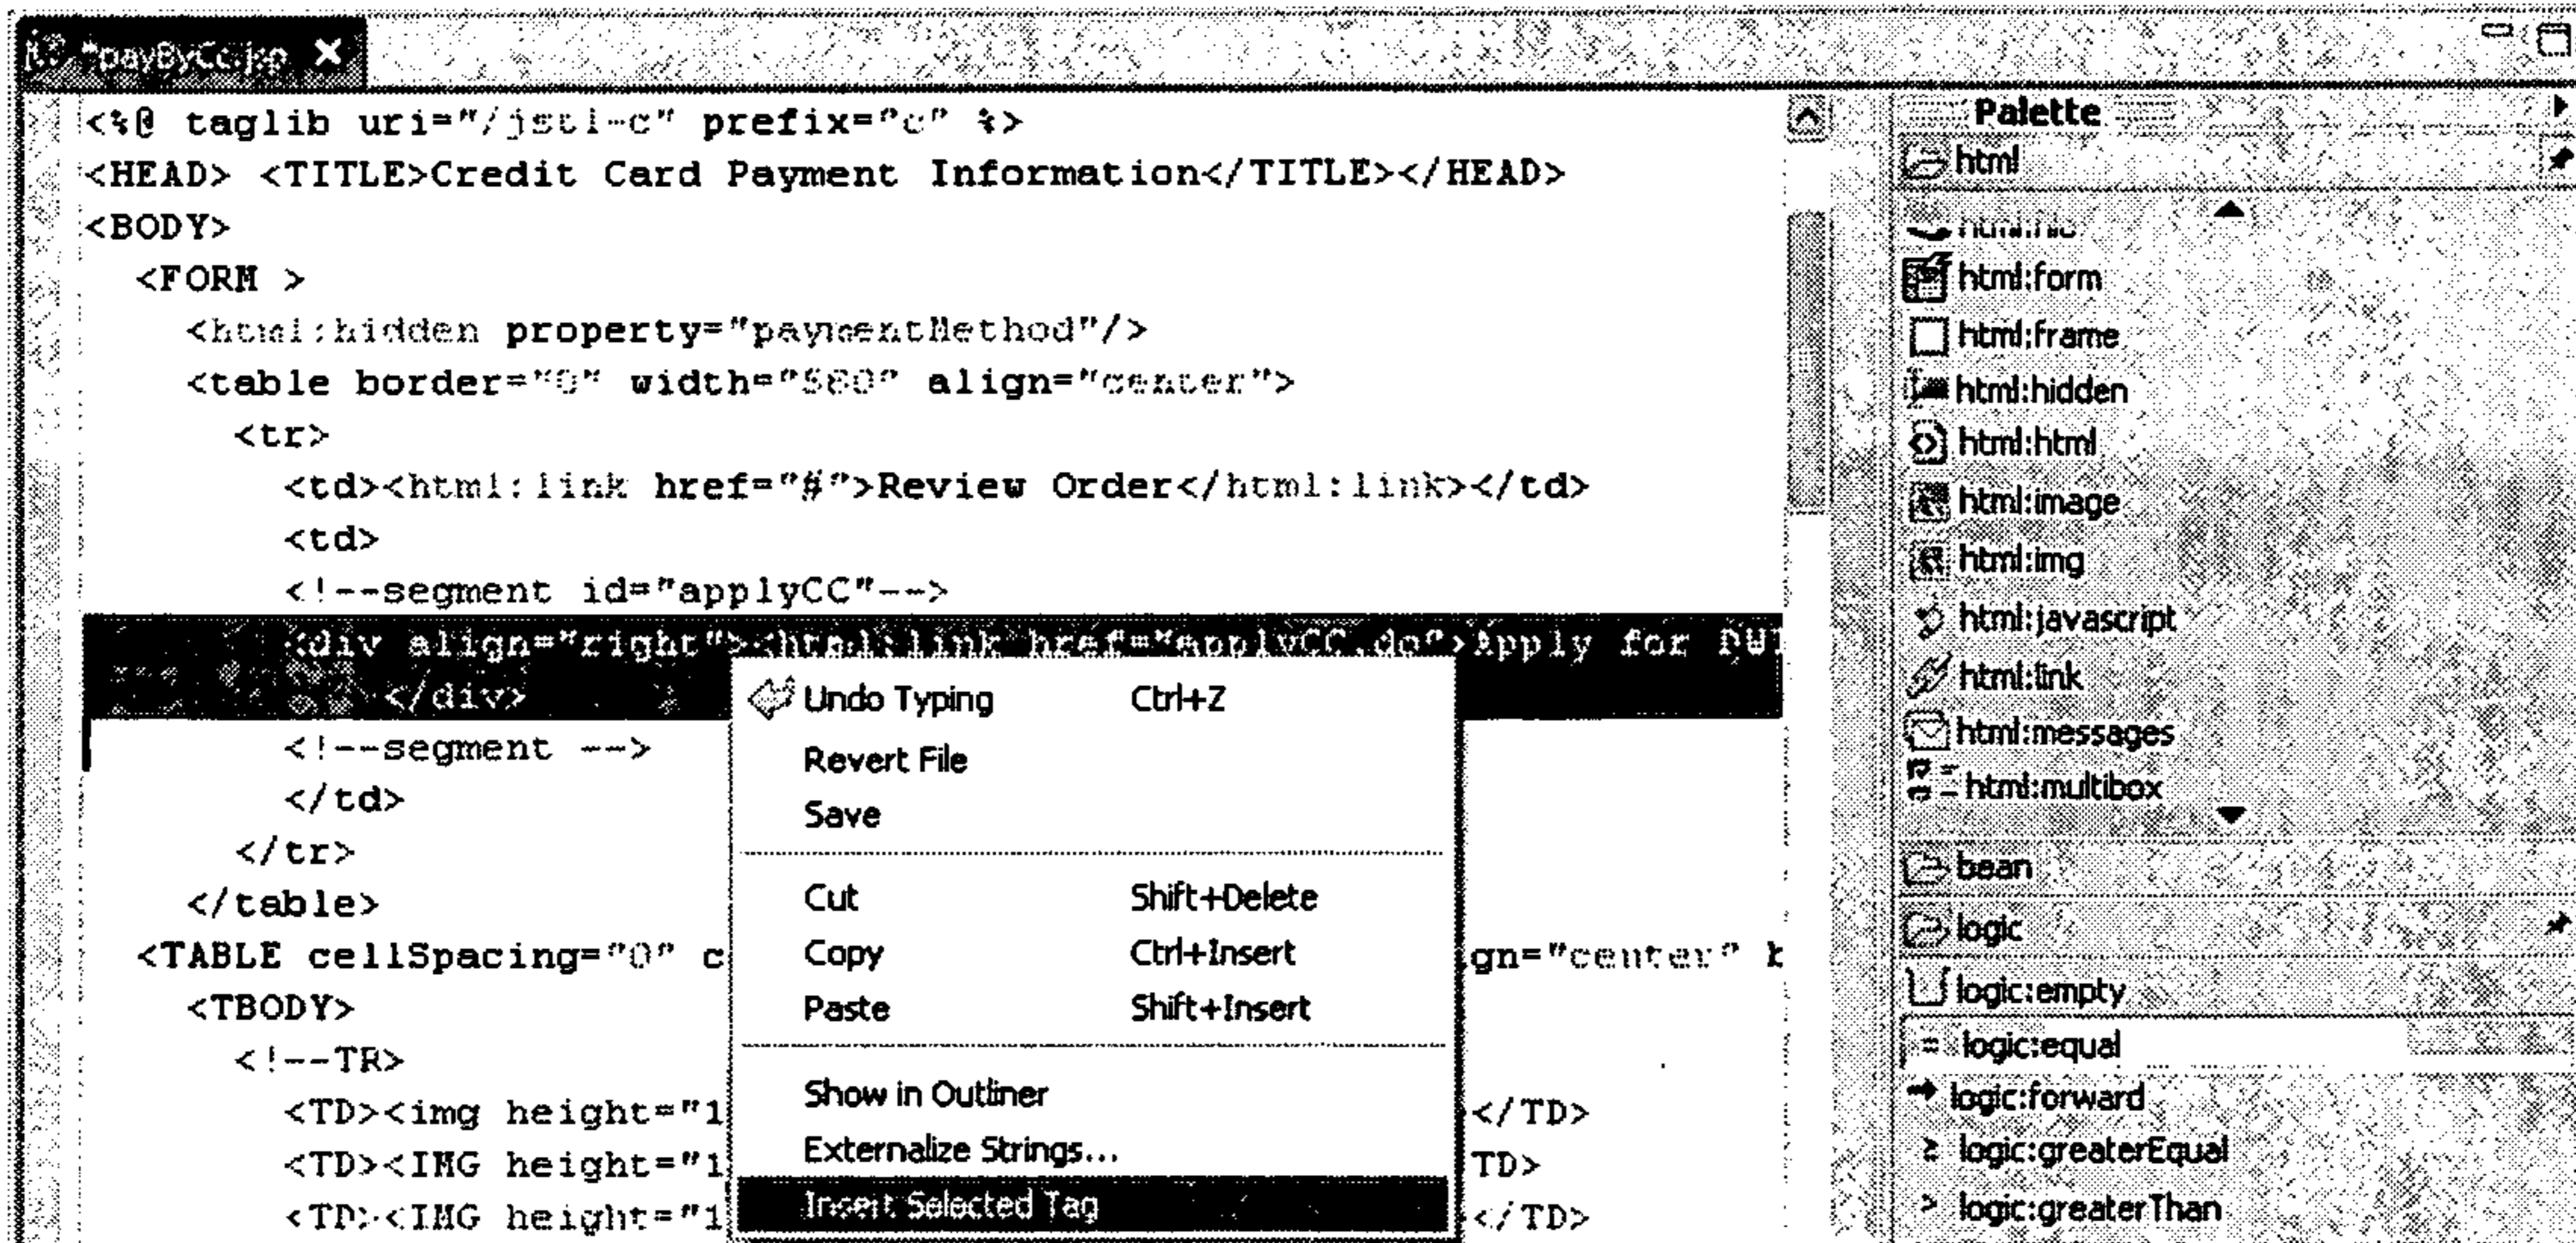 *payByCc.jsp
<%@ taglib uri="/jstl-c" prefix="c" %>
<HEAD> <TITLE>Credit Card Payment Information</TITLE></HEAD>
<BODY>
<FORM >
<html:hidden property="paymentMethod"/>
<table border="0" width="580" align="center">
<tr>
<td><html:link href="#">Review Order</html:link></td>
<td>
<!--segment id="applyCC"-->
<div align="right"><html:link href="applyCC.do">Apply for
</div>
<!--segment -->
</td>
</tr>
</table>
<TABLE cellSpacing="0" c
gn="center" b
<TBODY>
<!--TR>
<TD><img height="1
</TD>
<TD><IMG height="1
TD>
<TD><IMG height="1
</TD>
Undo Typing Ctrl+Z
Revert File
Save
Cut Shift+Delete
Copy Ctrl+Insert
Paste Shift+Insert
Show in Outliner
Externalize Strings...
Insert Selected Tag
Palette
html
html:form
html:frame
html:hidden
html:html
html:image
html:img
html:javascript
html:link
html:messages
html:multibox
bean
logic
logic:empty
logic:equal
logic:forward
logic:greaterEqual
logic:greaterThan